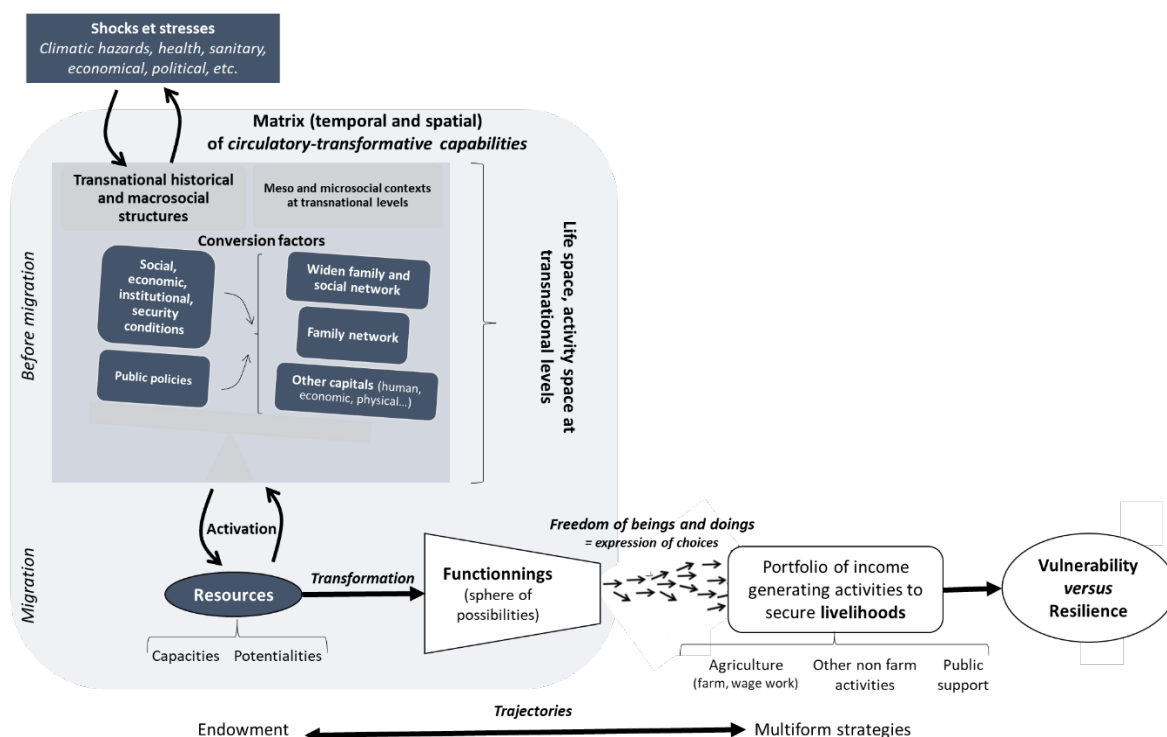 Shocks et stresses
Climatic hazards, health, sanitary,
economical, political, etc.
Matrix (temporal and spatial)
of circulatory-transformative capabilities
Transnational historical
and macrosocial
structures
Meso and microsocial contexts
at transnational levels
Before migration
Conversion factors
Social,
economic,
institutional,
security
conditions
Public policies
Widen family and
social network
Family network
Other capitals (human,
economic, physical...)
Life space, activity space at
transnational levels
Migration
Activation
Resources
Capacities
Potentialities
Transformation
Functionnings
(sphere of
possibilities)
Freedom of beings and doings
= expression of choices
Portfolio of income
generating activities to
secure livelihoods
Vulnerability
versus
Resilience
Agriculture
(farm, wage work)
Other non farm
activities
Public
support
Trajectories
Endowment
Multiform strategies